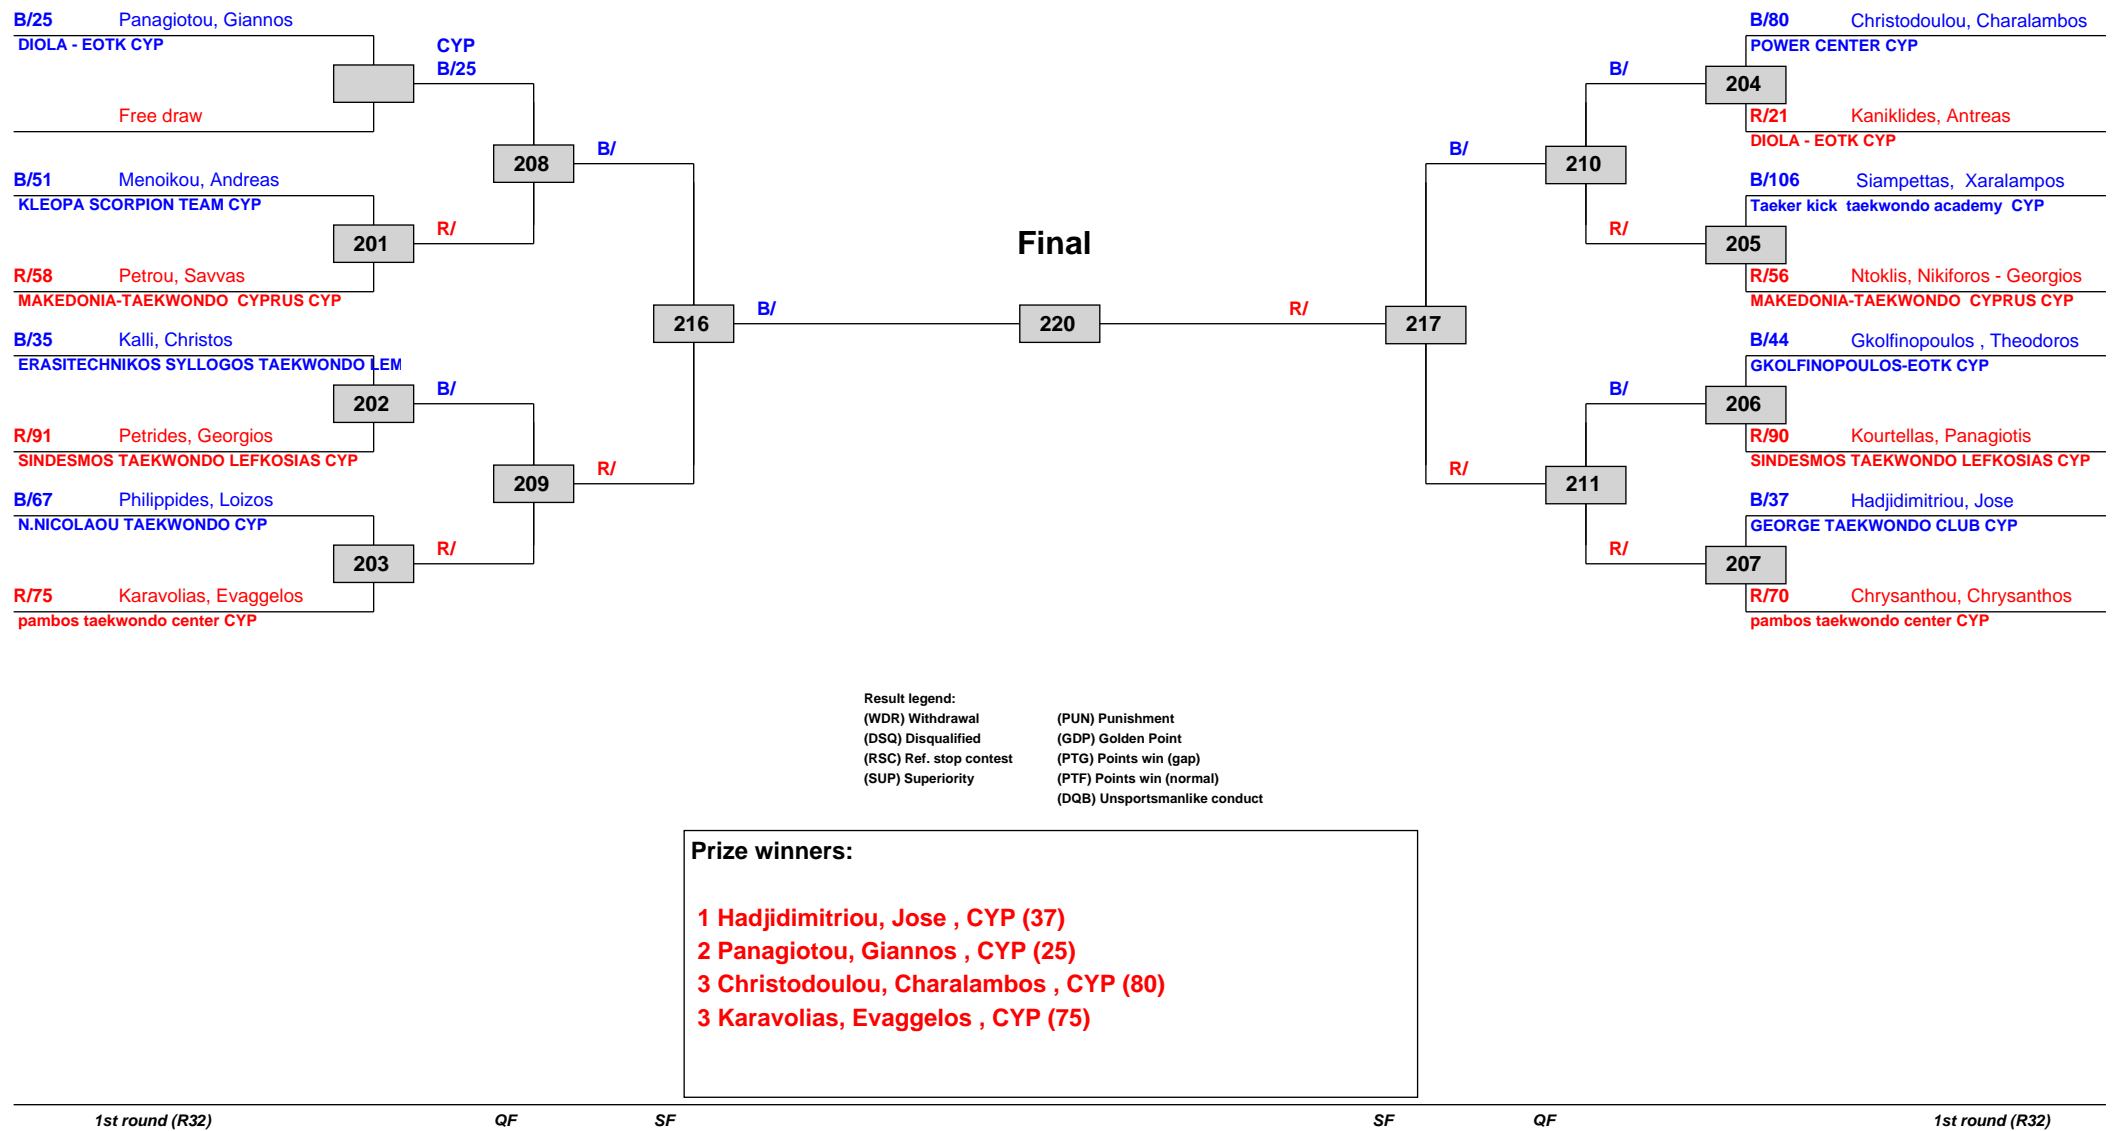 B/25 Panagiotou, Giannos
DIOLA - EOTK CYP
Free draw
CYP
B/25
B/51 Menoikou, Andreas
KLEOPA SCORPION TEAM CYP
201
R/58 Petrou, Savvas
MAKEDONIA-TAEKWONDO CYPRUS CYP
R/
208
B/
B/35 Kalli, Christos
ERASITECHNIKOS SYLLOGOS TAEKWONDO LEM
202
R/91 Petrides, Georgios
SINDESMOS TAEKWONDO LEFKOSIAS CYP
B/
B/67 Philippides, Loizos
N.NICOLAOU TAEKWONDO CYP
203
R/75 Karavolias, Evaggelos
pambos taekwondo center CYP
R/
209
R/
216
B/
Final
220
R/
217
B/
210
B/
B/80 Christodoulou, Charalambos
POWER CENTER CYP
204
R/21 Kaniklides, Antreas
DIOLA - EOTK CYP
R/
B/106 Siampettas, Xaralampos
Taeker kick taekwondo academy CYP
205
R/56 Ntoklis, Nikiforos - Georgios
MAKEDONIA-TAEKWONDO CYPRUS CYP
R/
211
B/
B/44 Gkolfinopoulos , Theodoros
GKOLFINOPOULOS-EOTK CYP
206
R/90 Kourtellas, Panagiotis
SINDESMOS TAEKWONDO LEFKOSIAS CYP
R/
B/37 Hadjidimitriou, Jose
GEORGE TAEKWONDO CLUB CYP
207
R/70 Chrysanthou, Chrysanthos
pambos taekwondo center CYP
Result legend:
(WDR) Withdrawal (PUN) Punishment
(DSQ) Disqualified (GDP) Golden Point
(RSC) Ref. stop contest (PTG) Points win (gap)
(SUP) Superiority (PTF) Points win (normal)
(DQB) Unsportsmanlike conduct
Prize winners:
1 Hadjidimitriou, Jose , CYP (37)
2 Panagiotou, Giannos , CYP (25)
3 Christodoulou, Charalambos , CYP (80)
3 Karavolias, Evaggelos , CYP (75)
1st round (R32) QF SF SF QF 1st round (R32)